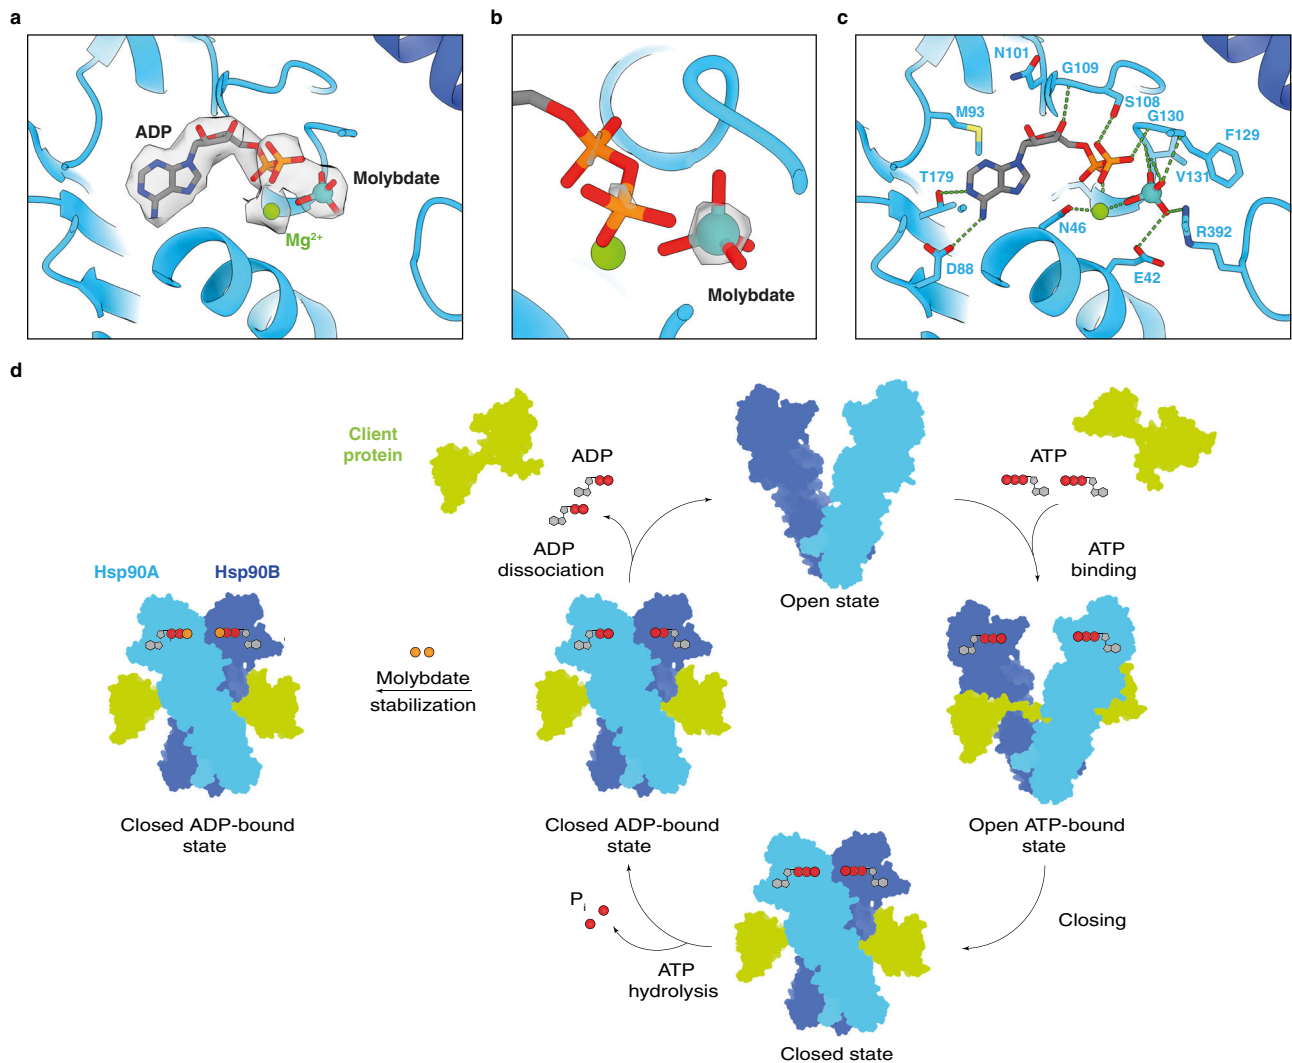 a
ADP
Molybdate
Mg²⁺
b
Molybdate
c
N101
G109
S108
G130
F129
M93
V131
T179
N46
R392
D88
E42
d
Client
protein
ADP
ADP
dissociation
Open state
ATP
ATP
binding
Hsp90A
Hsp90B
Molybdate
stabilization
Closed ADP-bound
state
Closed ADP-bound
state
Open ATP-bound
state
Pᵢ
ATP
hydrolysis
Closing
Closed state